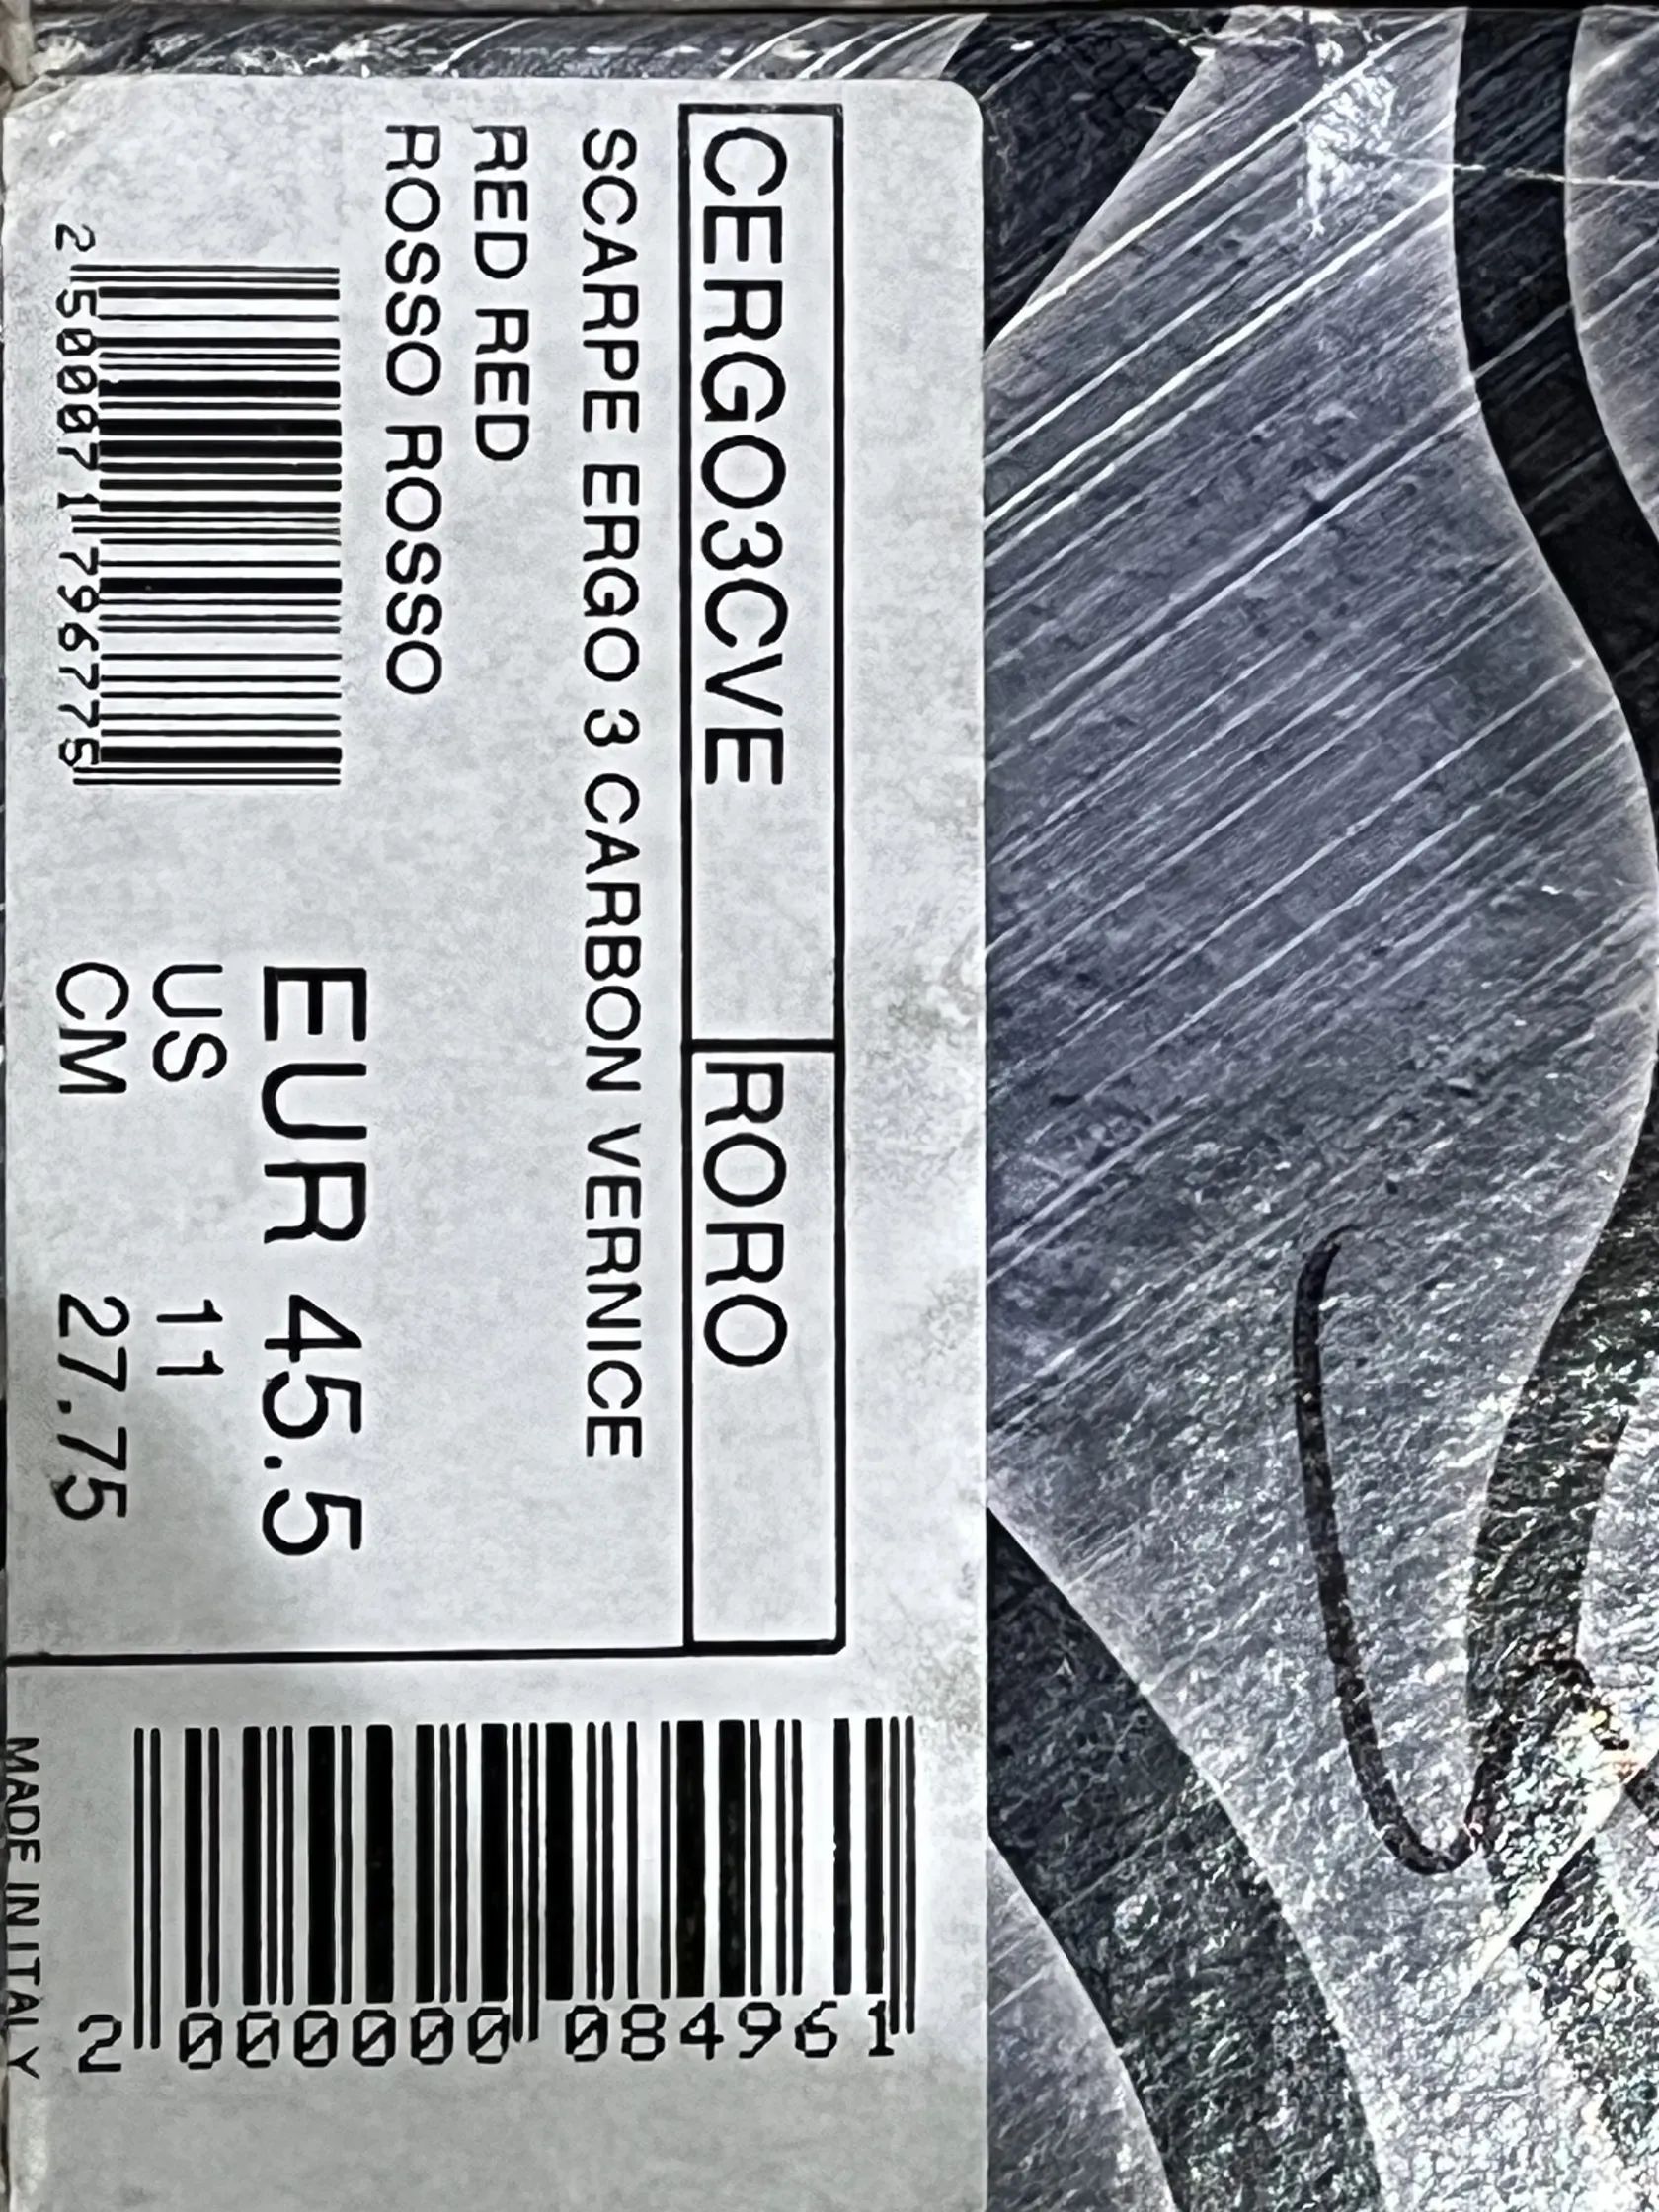 CERGO3CVE RORO
SCARPE ERGO 3 CARBON VERNICE
RED RED
ROSSO ROSSO
EUR 45.5
US 11
CM 27.75
2 500071 796775
2 000000 084961
MADE IN ITALY